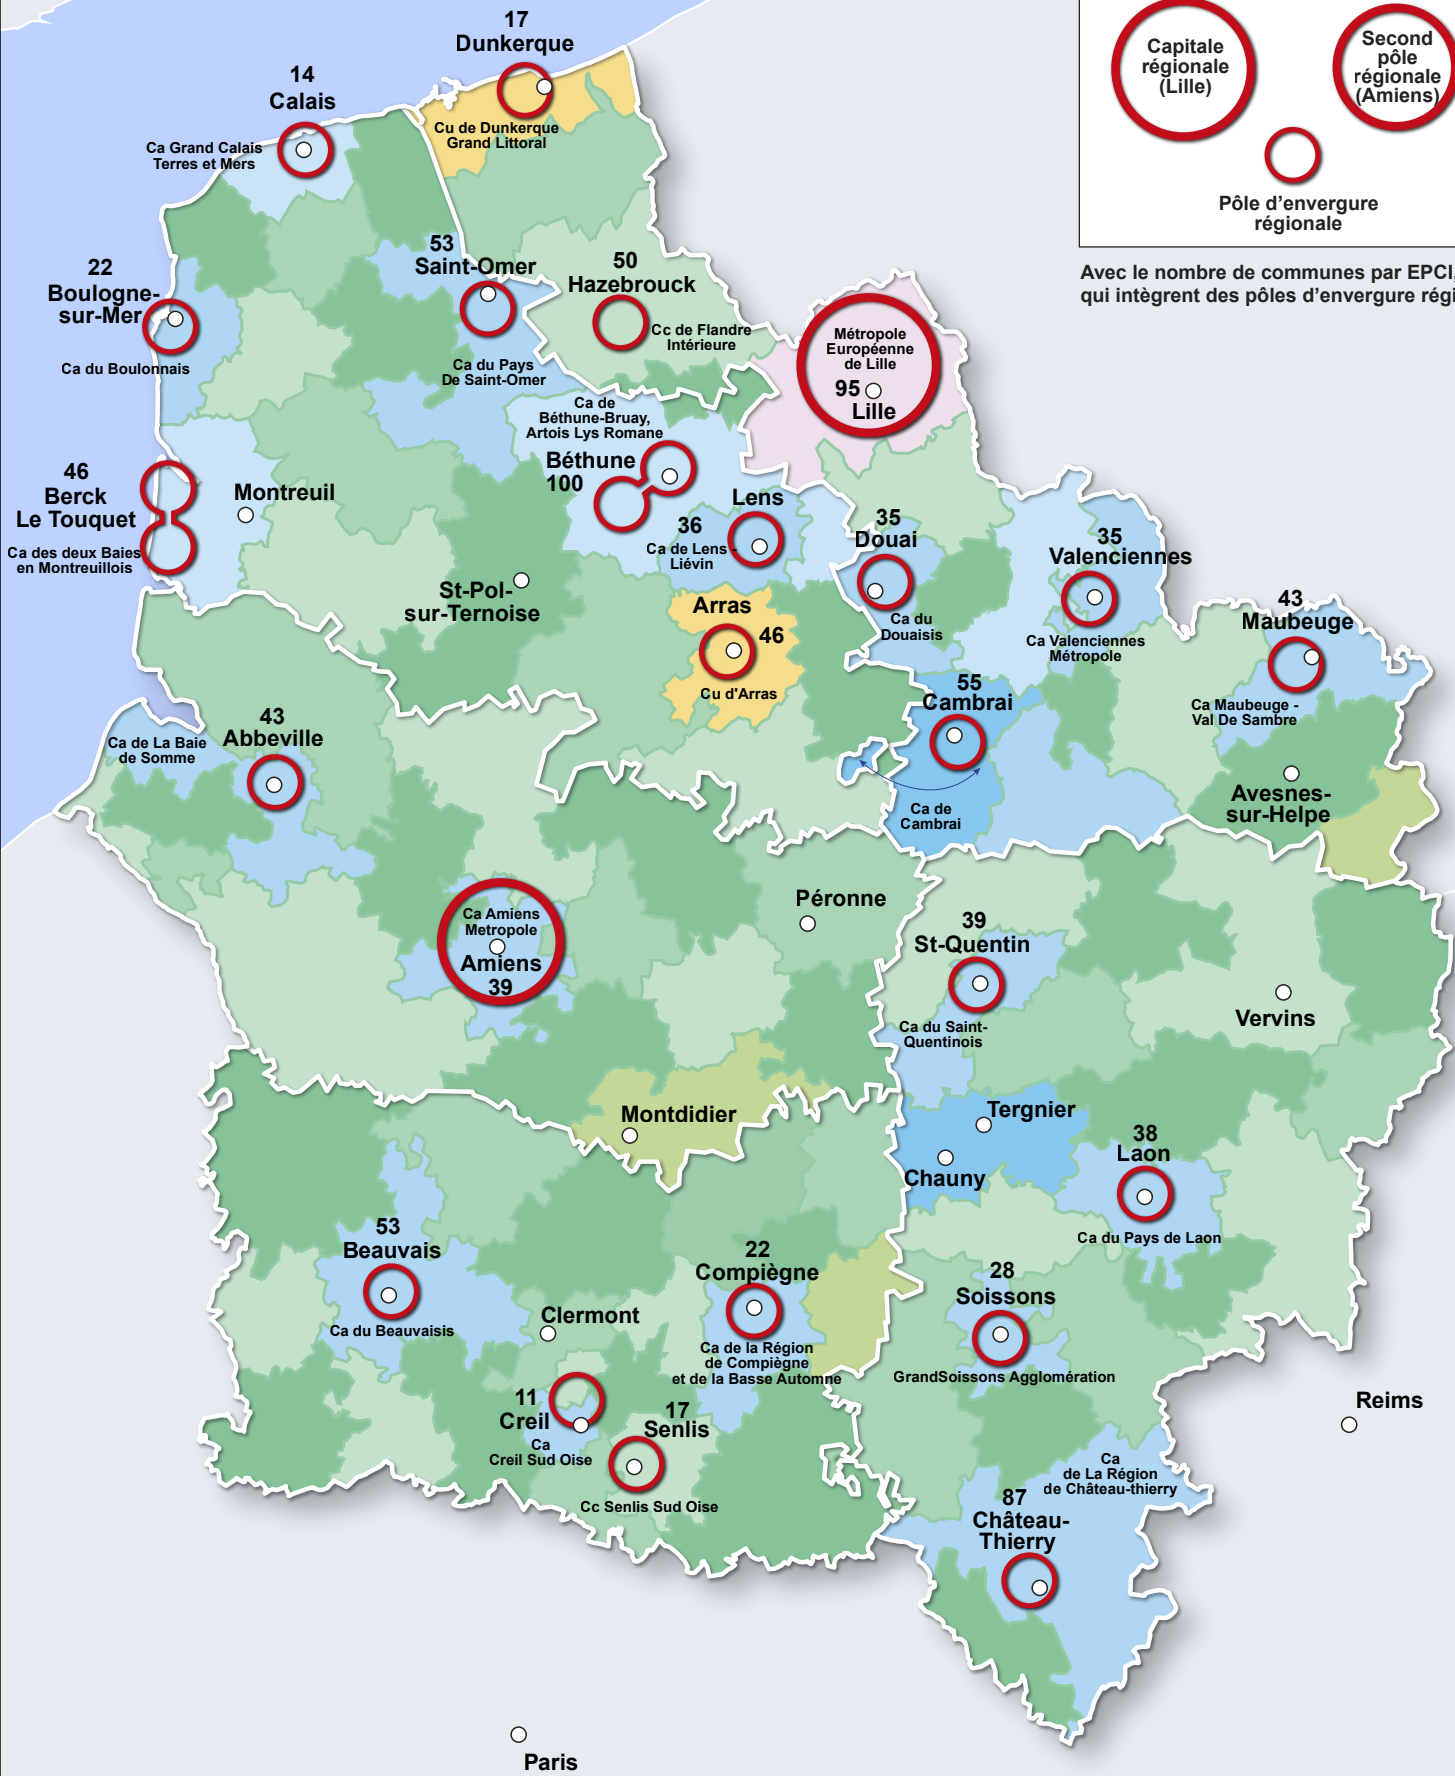 17
Dunkerque
14
Calais
Cu de Dunkerque
Grand Littoral
Ca Grand Calais
Terres et Mers
Capitale
régionale
(Lille)
Second
pôle
régionale
(Amiens)
Pôle d'envergure
régionale
Avec le nombre de communes par EPCI,
qui intègrent des pôles d'envergure régi
22
Boulogne-
sur-Mer
Ca du Boulonnais
53
Saint-Omer
Ca du Pays
De Saint-Omer
50
Hazebrouck
Cc de Flandre
Intérieure
Métropole
Européenne
de Lille
95
Lille
Ca de
Béthune-Bruay,
Artois Lys Romane
Béthune
100
46
Berck
Le Touquet
Ca des deux Baies
en Montreuillois
Montreuil
Lens
36
Ca de Lens -
Liévin
35
Douai
Ca du
Douaisis
35
Valenciennes
Ca Valenciennes
Métropole
St-Pol-
sur-Ternoise
Arras
46
Cu d'Arras
43
Maubeuge
Ca Maubeuge -
Val De Sambre
55
Cambrai
Ca de
Cambrai
Avesnes-
sur-Helpe
43
Abbeville
Ca de La Baie
de Somme
Ca Amiens
Metropole
Amiens
39
Péronne
39
St-Quentin
Ca du Saint-
Quentinois
Vervins
Montdidier
Tergnier
Chauny
38
Laon
Ca du Pays de Laon
53
Beauvais
Ca du Beauvaisis
22
Compiègne
Ca de la Région
de Compiègne
et de la Basse Automne
28
Soissons
GrandSoissons Agglomération
Clermont
11
Creil
Ca
Creil Sud Oise
17
Senlis
Cc Senlis Sud Oise
Reims
Ca
de La Région
de Château-thierry
87
Château-
Thierry
Paris